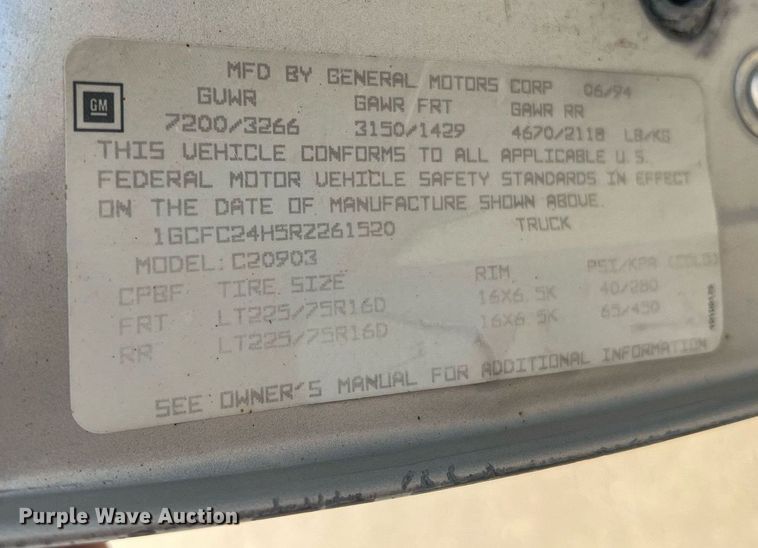 MFD BY GENERAL MOTORS CORP 06/94
GM
GVWR GAWR FRT GAWR RR
7200/3266 3150/1429 4670/2118 LB/KG
THIS VEHICLE CONFORMS TO ALL APPLICABLE U.S.
FEDERAL MOTOR VEHICLE SAFETY STANDARDS IN EFFECT
ON THE DATE OF MANUFACTURE SHOWN ABOVE.
1GCFC24H5RZ261520 TRUCK
MODEL: C20903
CPBF TIRE SIZE RIM PSI/KPA (COLD)
FRT LT225/75R16D 16X6.5K 40/280
RR LT225/75R16D 16X6.5K 65/450
SEE OWNER'S MANUAL FOR ADDITIONAL INFORMATION
Purple Wave Auction